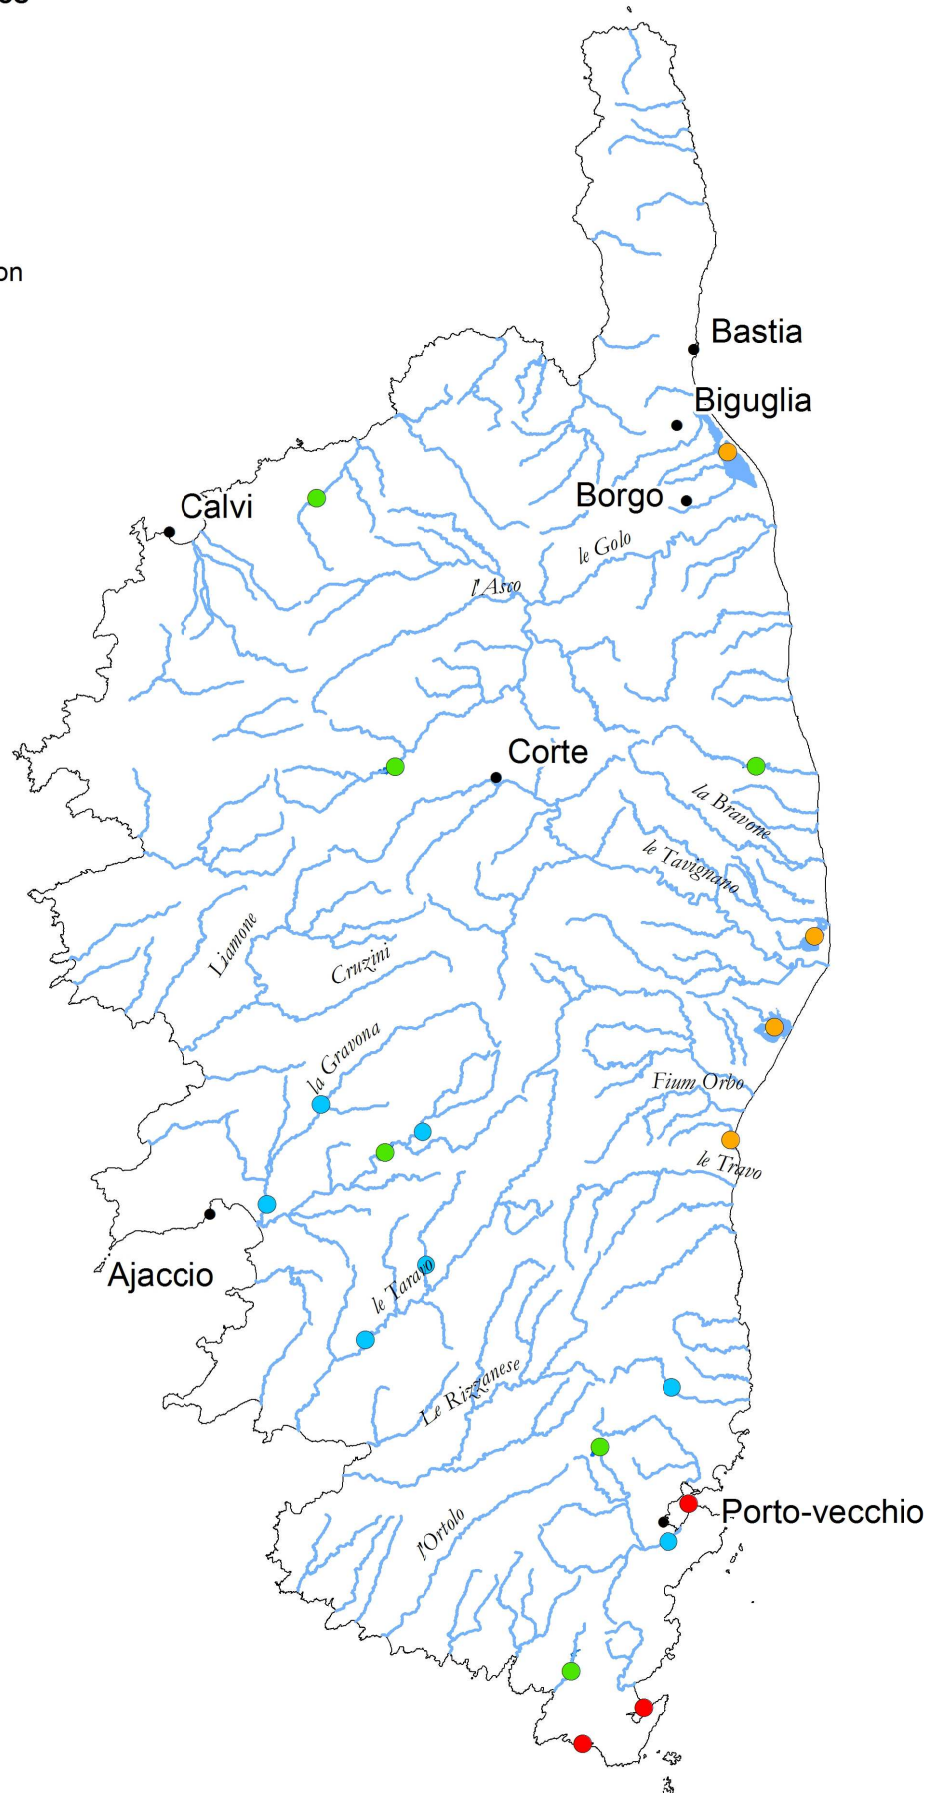 on
Bastia
Biguglia
Borgo
Calvi
le Golo
l'Asco
Corte
la Bravone
le Tavignano
Liamone
Cruzini
la Gravona
Fium Orbo
le Travo
Ajaccio
le Taravo
Le Rizzanese
l'Ortolo
Porto-vecchio